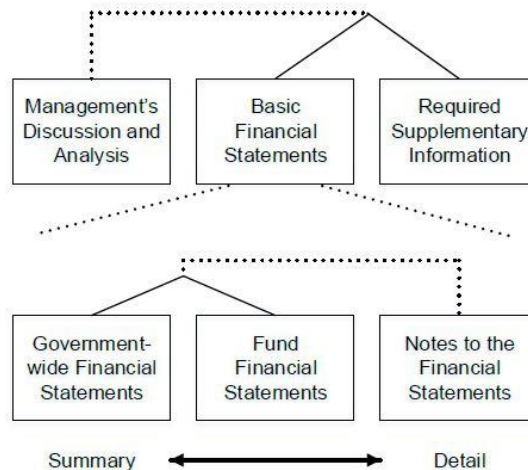 Management's
Discussion and
Analysis
Basic
Financial
Statements
Required
Supplementary
Information
Government-
wide Financial
Statements
Fund
Financial
Statements
Notes to the
Financial
Statements
Summary
Detail